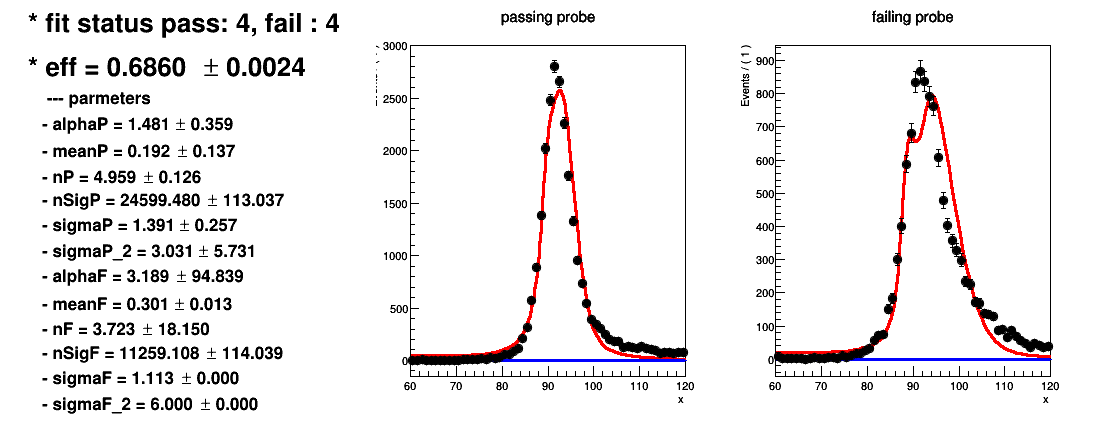 * fit status pass: 4, fail : 4
* eff = 0.6860 ± 0.0024
--- parmeters
- alphaP = 1.481 ± 0.359
- meanP = 0.192 ± 0.137
- nP = 4.959 ± 0.126
- nSigP = 24599.480 ± 113.037
- sigmaP = 1.391 ± 0.257
- sigmaP_2 = 3.031 ± 5.731
- alphaF = 3.189 ± 94.839
- meanF = 0.301 ± 0.013
- nF = 3.723 ± 18.150
- nSigF = 11259.108 ± 114.039
- sigmaF = 1.113 ± 0.000
- sigmaF_2 = 6.000 ± 0.000
passing probe
3000
2500
2000
1500
1000
500
0
60 70 80 90 100 110 120
x
failing probe
Events / ( 1 )
900
800
700
600
500
400
300
200
100
0
60 70 80 90 100 110 120
x